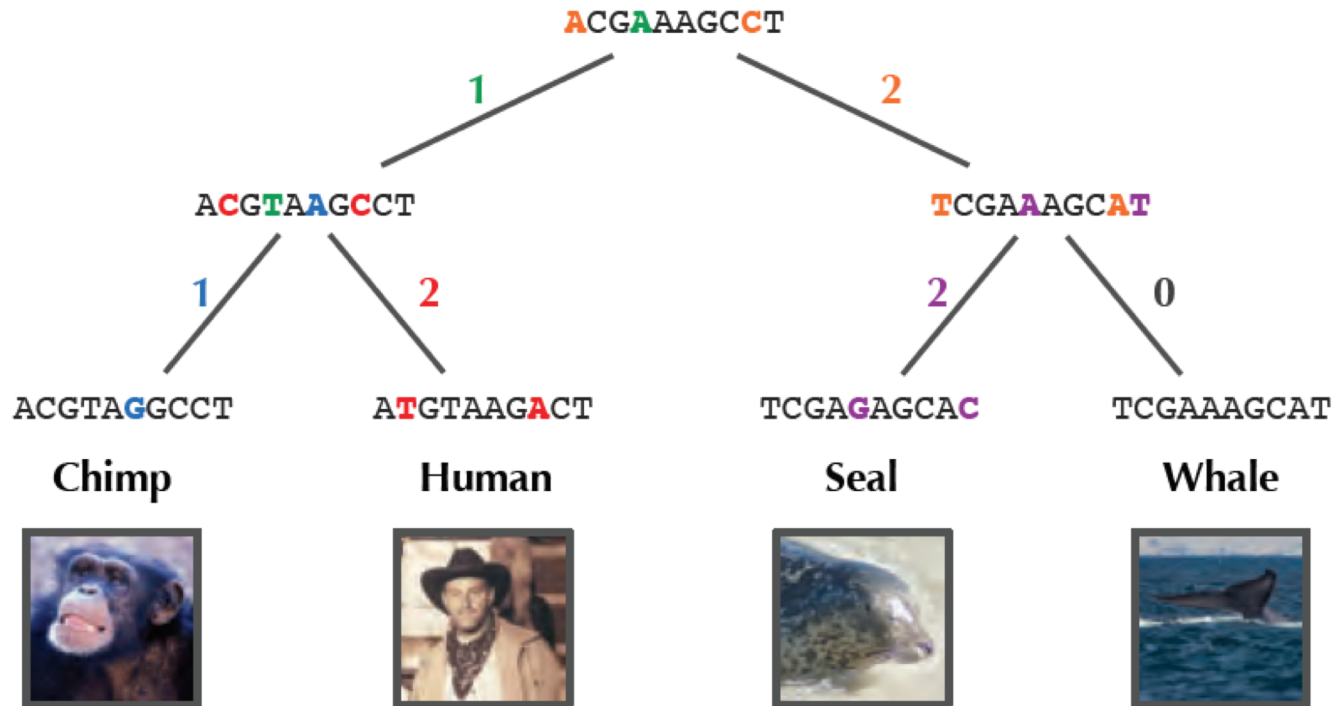 ACGAAAGCCT
1 2
ACGTAAGCCT TCGAAAGCAT
1 2 2 0
ACGTAGGCCT ATGTAAGACT TCGAGAGCAC TCGAAAGCAT
Chimp Human Seal Whale